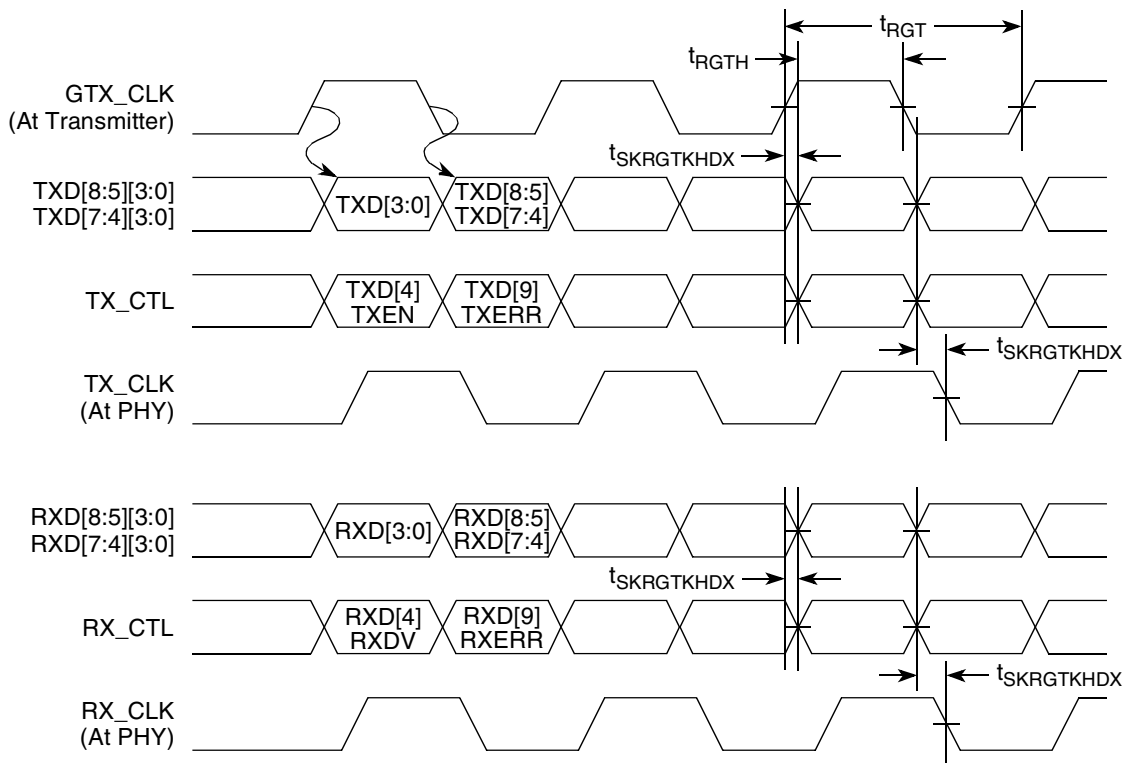 tRGT
tRGTH
GTX_CLK
(At Transmitter)
tSKRGTKHDX
TXD[8:5][3:0]
TXD[7:4][3:0]
TXD[3:0]
TXD[8:5]
TXD[7:4]
TX_CTL
TXD[4]
TXEN
TXD[9]
TXERR
tSKRGTKHDX
TX_CLK
(At PHY)
RXD[8:5][3:0]
RXD[7:4][3:0]
RXD[3:0]
RXD[8:5]
RXD[7:4]
tSKRGTKHDX
RX_CTL
RXD[4]
RXDV
RXD[9]
RXERR
tSKRGTKHDX
RX_CLK
(At PHY)